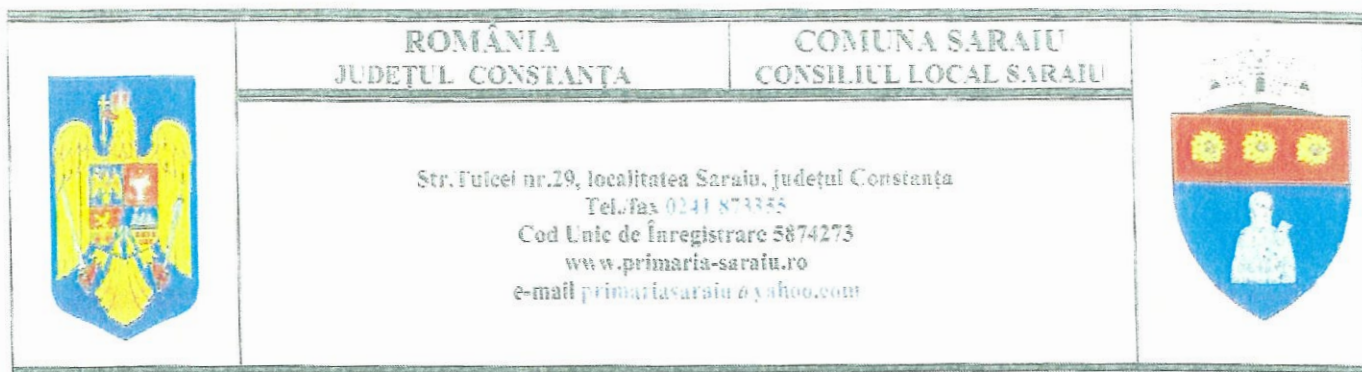 ROMÂNIA
JUDEȚUL CONSTANȚA
COMUNA SARAIU
CONSILIUL LOCAL SARAIU
Str.Tulcei nr.29, localitatea Saraiu, județul Constanța
Tel./fax 0241 873355
Cod Unic de Înregistrare 5874273
www.primaria-saraiu.ro
e-mail primariasaraiu@yahoo.com